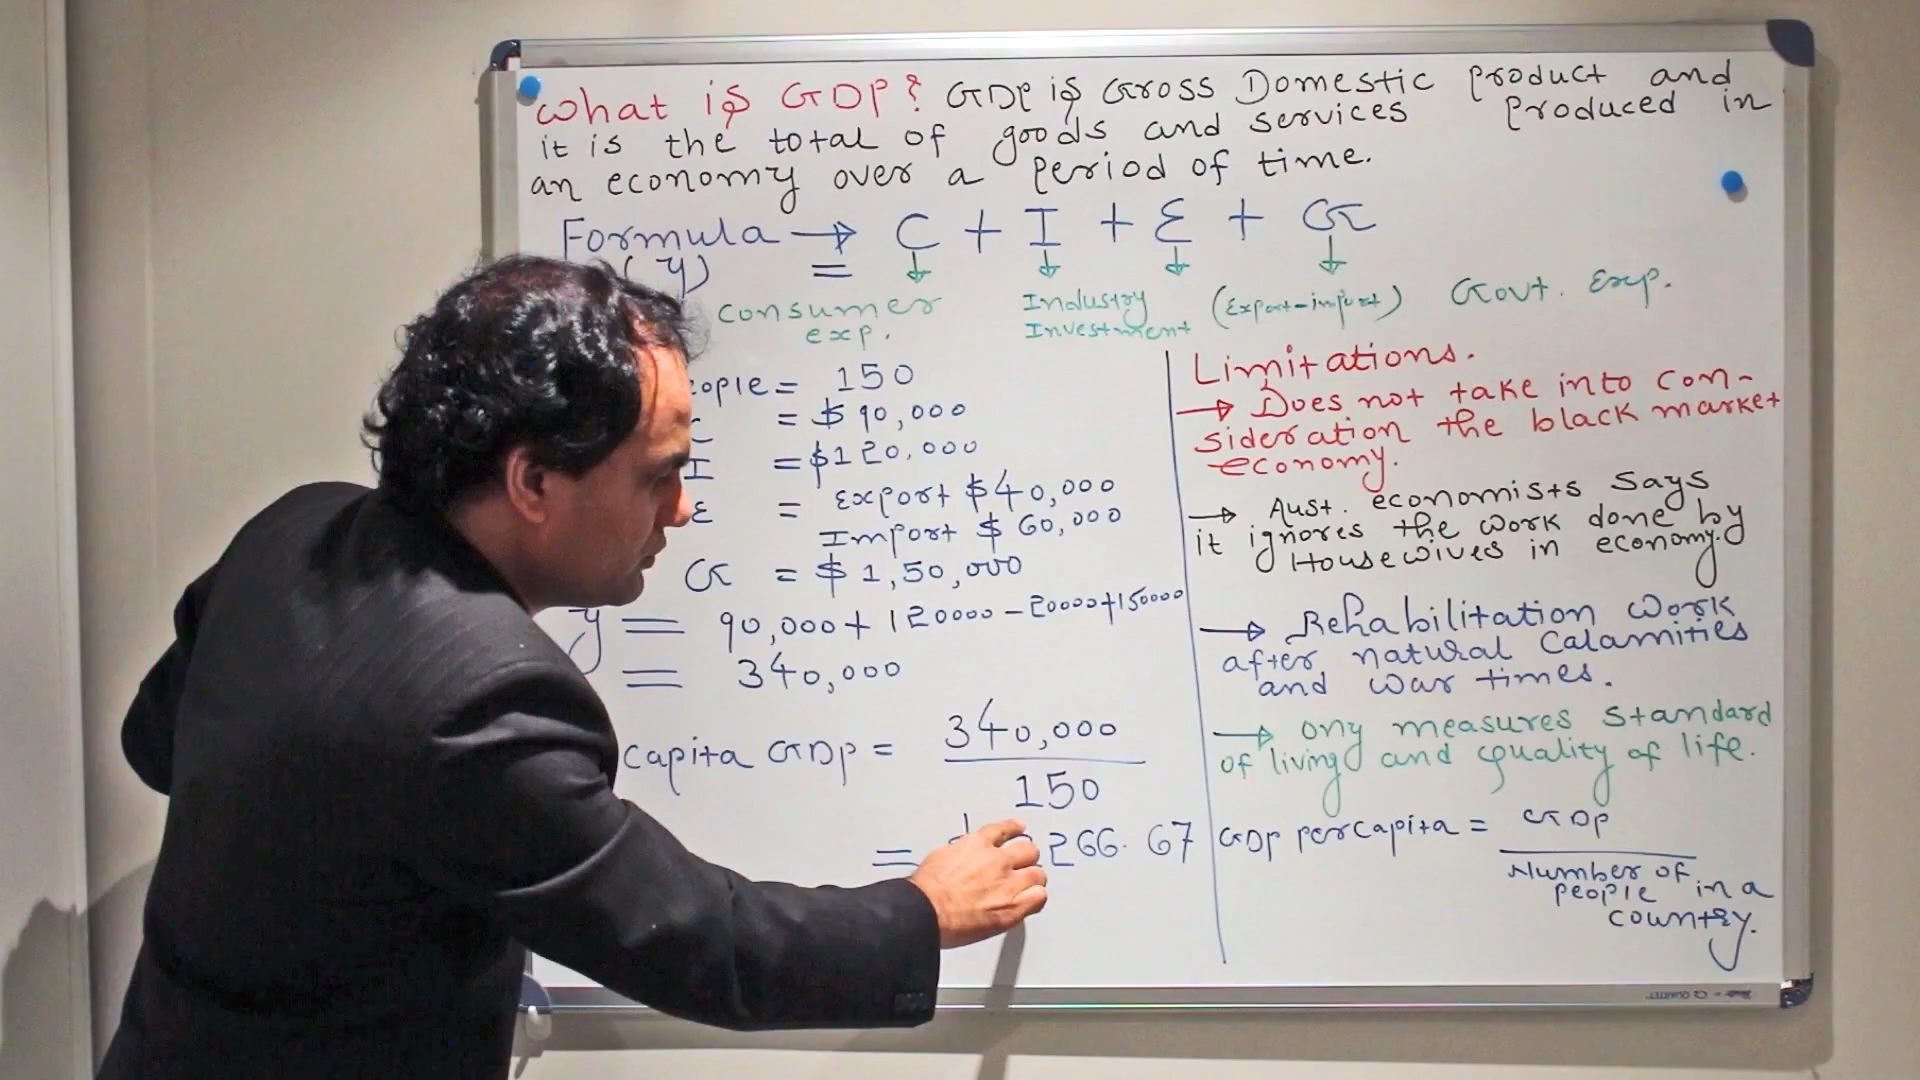 What is GDP? GDP is Gross Domestic product and
it is the total of goods and services produced in
an economy over a period of time.
Formula → C + I + E + G
(y) =
consumer exp.
Industry Investment
(Export-import)
Govt. Exp.
= 150
= $90,000
I = $120,000
E = Export $40,000
Import $60,000
G = $1,50,000
y = 90,000+120000-20000+150000
= 340,000
capita GDP = 340,000
150
= 266.67
Limitations.
→ Does not take into con-
sideration the black market
economy.
→ Aust. economists says
it ignores the work done by
Housewives in economy.
→ Rehabilitation work
after natural calamities
and war times.
→ ony measures standard
of living and quality of life.
GDP percapita = GDP
Number of
people in a
country.